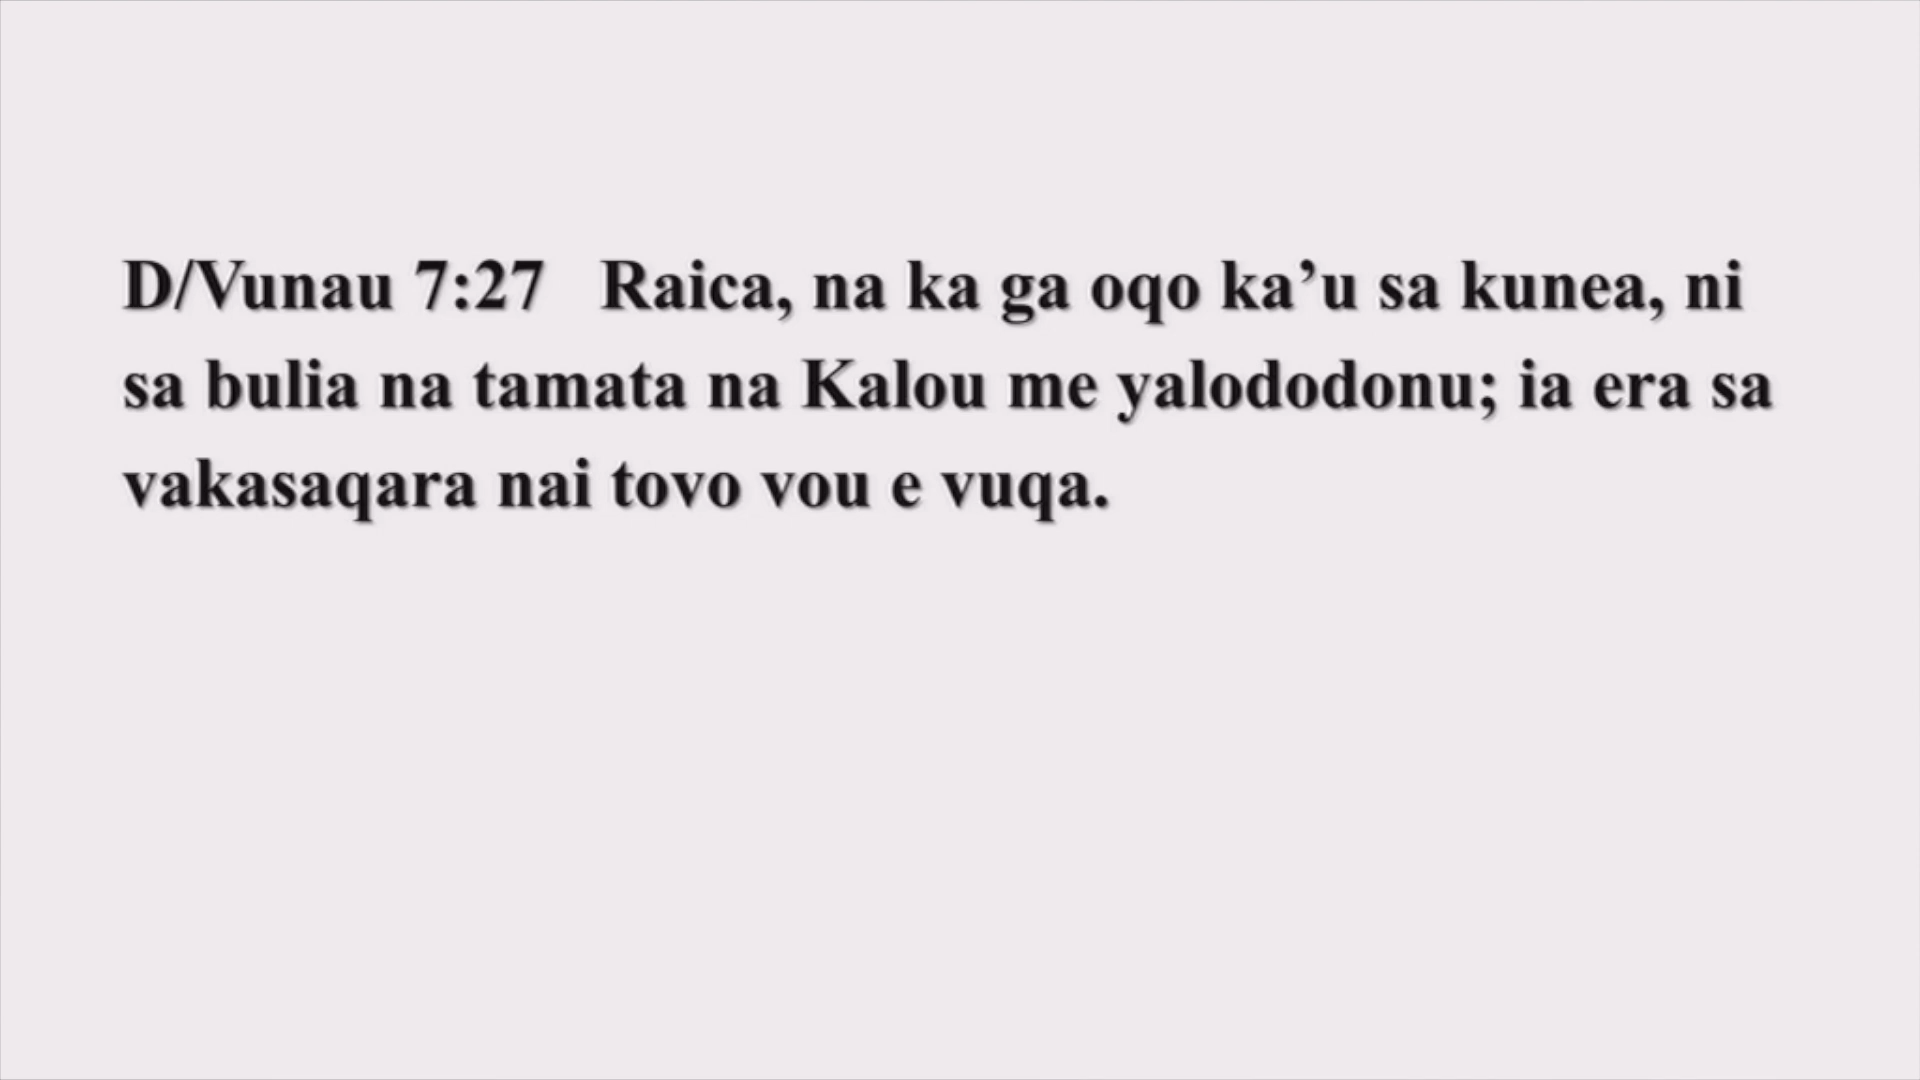 D/Vunau 7:27   Raica, na ka ga oqo ka’u sa kunea, ni
sa bulia na tamata na Kalou me yalododonu; ia era sa
vakasaqara nai tovo vou e vuqa.